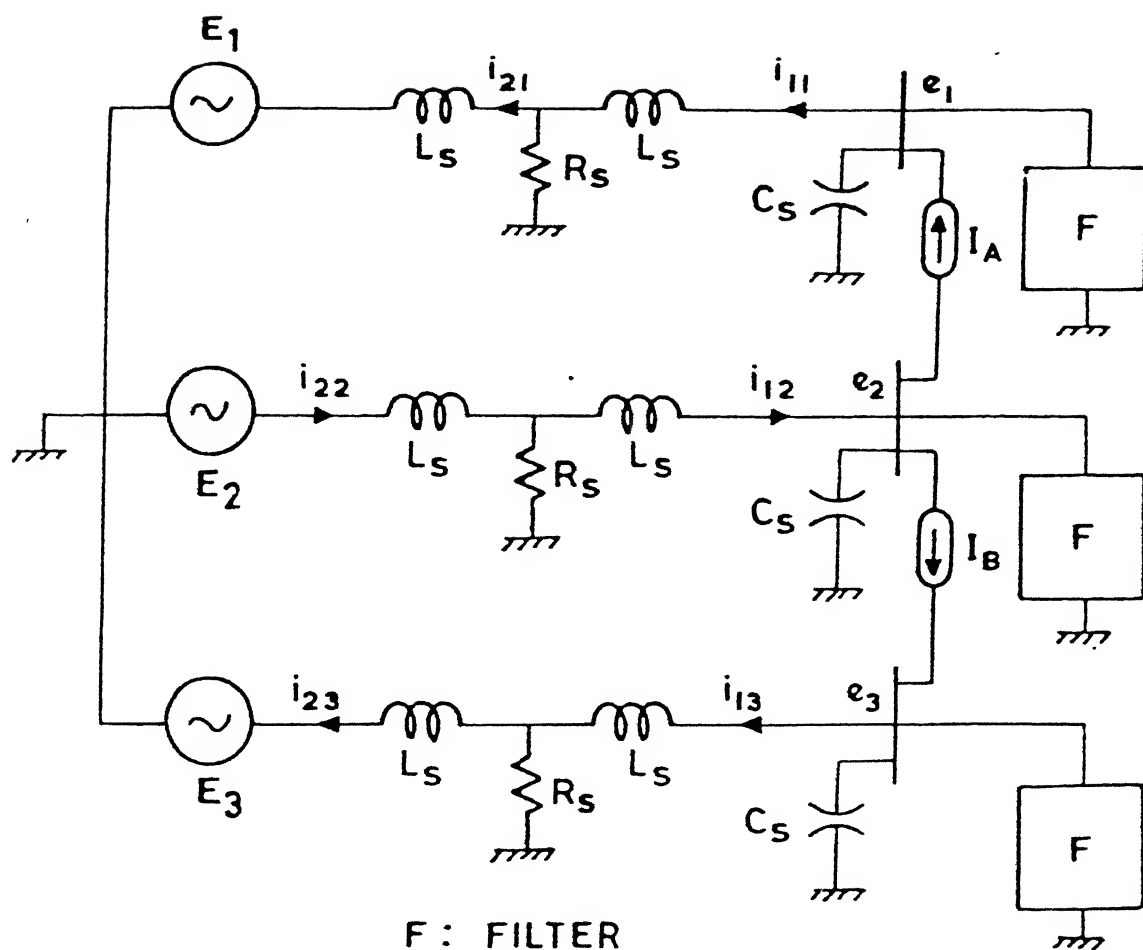 E1
i21 i11 e1
LS LS
RS CS IA F
i22 i12 e2
E2 LS LS
RS CS IB F
i23 i13 e3
E3 LS LS
RS CS F
F : FILTER